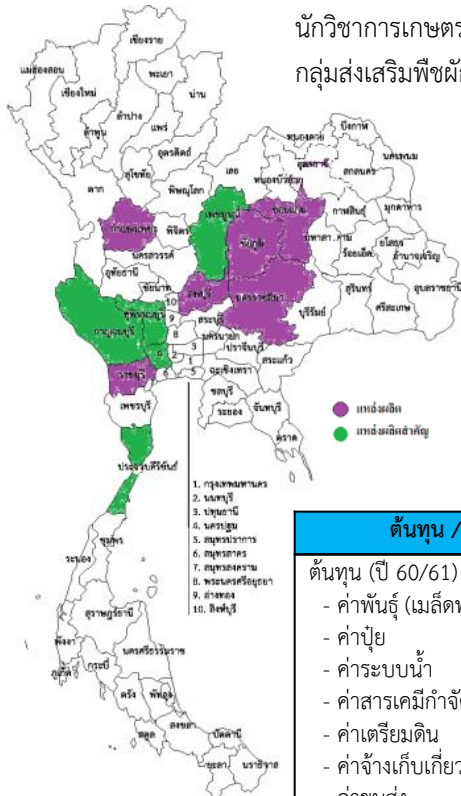 นักวิชาการเกษตร
กลุ่มส่งเสริมพืชผัก
เชียงราย
แม่ฮ่องสอน
เชียงใหม่
พะเยา
น่าน
ลำปาง
ลำพูน
แพร่
อุตรดิตถ์
สุโขทัย
ตาก
พิษณุโลก
เลย
หนองคาย
บึงกาฬ
หนองบัวลำภู
อุดรธานี
สกลนคร
นครพนม
กำแพงเพชร
พิจิตร
เพชรบูรณ์
ขอนแก่น
กาฬสินธุ์
มุกดาหาร
นครสวรรค์
ชัยภูมิ
มหาสารคาม
ร้อยเอ็ด
ยโสธร
อำนาจเจริญ
อุทัยธานี
ชัยนาท
ลพบุรี
นครราชสีมา
บุรีรัมย์
สุรินทร์
ศรีสะเกษ
อุบลราชธานี
กาญจนบุรี
สุพรรณบุรี
10
9
สระบุรี
8
นครนายก
3
ปราจีนบุรี
4
2
1
สระแก้ว
ราชบุรี
6
5
ฉะเชิงเทรา
7
ชลบุรี
เพชรบุรี
ระยอง
จันทบุรี
ตราด
แหล่งผลิต
แหล่งผลิตสำคัญ
ประจวบคีรีขันธ์
1. กรุงเทพมหานคร
2. นนทบุรี
3. ปทุมธานี
4. นครปฐม
5. สมุทรปราการ
6. สมุทรสาคร
7. สมุทรสงคราม
8. พระนครศรีอยุธยา
9. อ่างทอง
10. สิงห์บุรี
ชุมพร
ระนอง
สุราษฎร์ธานี
พังงา
นครศรีธรรมราช
ภูเก็ต
กระบี่
ตรัง
พัทลุง
สตูล
สงขลา
ปัตตานี
ยะลา
นราธิวาส
ต้นทุน /
ต้นทุน (ปี 60/61)
- ค่าพันธุ์ (เมล็ดพ
- ค่าปุ๋ย
- ค่าระบบน้ำ
- ค่าสารเคมีกำจั
- ค่าเตรียมดิน
- ค่าจ้างเก็บเกี่ยว
- ค่าขนส่ง